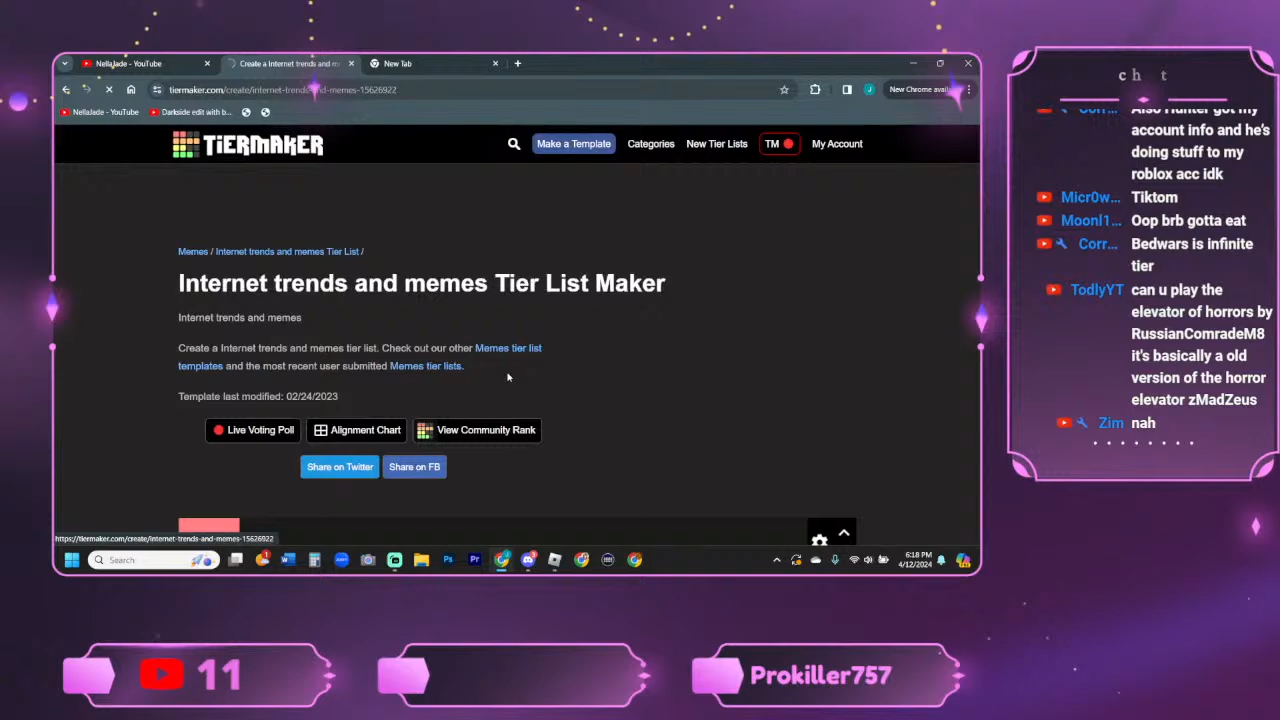 NellaJade - YouTube
Create a Internet trends and m
New Tab
tiermaker.com/create/internet-trends-and-memes-15626922
New Chrome avail
NellaJade - YouTube
Darkside edit with b...
TiERMAKER
Make a Template
Categories
New Tier Lists
TM
My Account
Memes / Internet trends and memes Tier List /
Internet trends and memes Tier List Maker
Internet trends and memes
Create a Internet trends and memes tier list. Check out our other Memes tier list
templates and the most recent user submitted Memes tier lists.
Template last modified: 02/24/2023
Live Voting Poll
Alignment Chart
View Community Rank
Share on Twitter
Share on FB
https://tiermaker.com/create/internet-trends-and-memes-15626922
Search
6:18 PM
4/12/2024
ch t
Also Hunter got my
account info and he's
doing stuff to my
roblox acc idk
Micr0w... Tiktom
Moonl1... Oop brb gotta eat
Corr... Bedwars is infinite
tier
TodlyYT can u play the
elevator of horrors by
RussianComradeM8
it's basically a old
version of the horror
elevator zMadZeus
Zim nah
11
Prokiller757